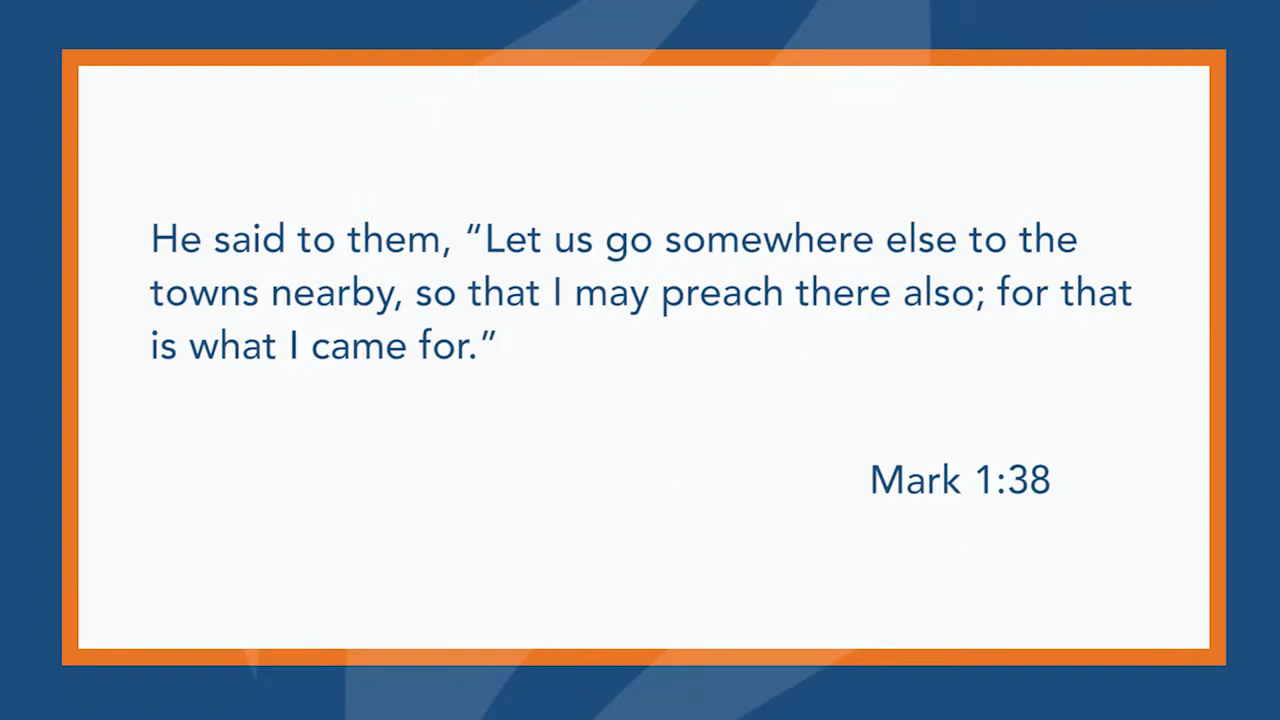 He said to them, “Let us go somewhere else to the
towns nearby, so that I may preach there also; for that
is what I came for.”
Mark 1:38